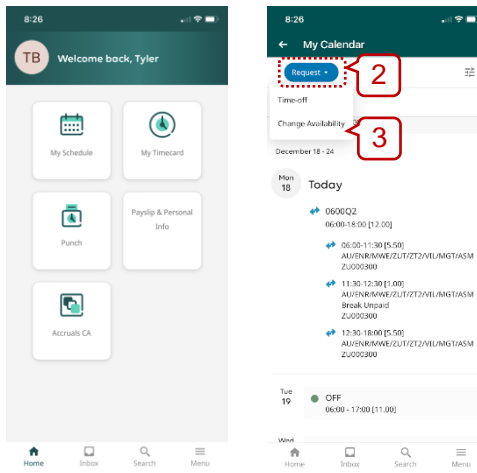 8:26
TB
Welcome back, Tyler
My Schedule
My Timecard
Punch
Payslip & Personal
Info
Accruals CA
Home
Inbox
Search
Menu
8:26
My Calendar
Request
2
Time-off
Change Availability
3
December 18 - 24
Mon
18
Today
0600Q2
06:00-18:00 [12.00]
06:00-11:30 [5.50]
AU/ENR/MWE/ZUT/ZT2/VIL/MGT/ASM
ZU000300
11:30-12:30 [1.00]
AU/ENR/MWE/ZUT/ZT2/VIL/MGT/ASM
Break Unpaid
ZU000300
12:30-18:00 [5.50]
AU/ENR/MWE/ZUT/ZT2/VIL/MGT/ASM
ZU000300
Tue
19
OFF
06:00 - 17:00 [11.00]
Wed
Home
Inbox
Search
Menu